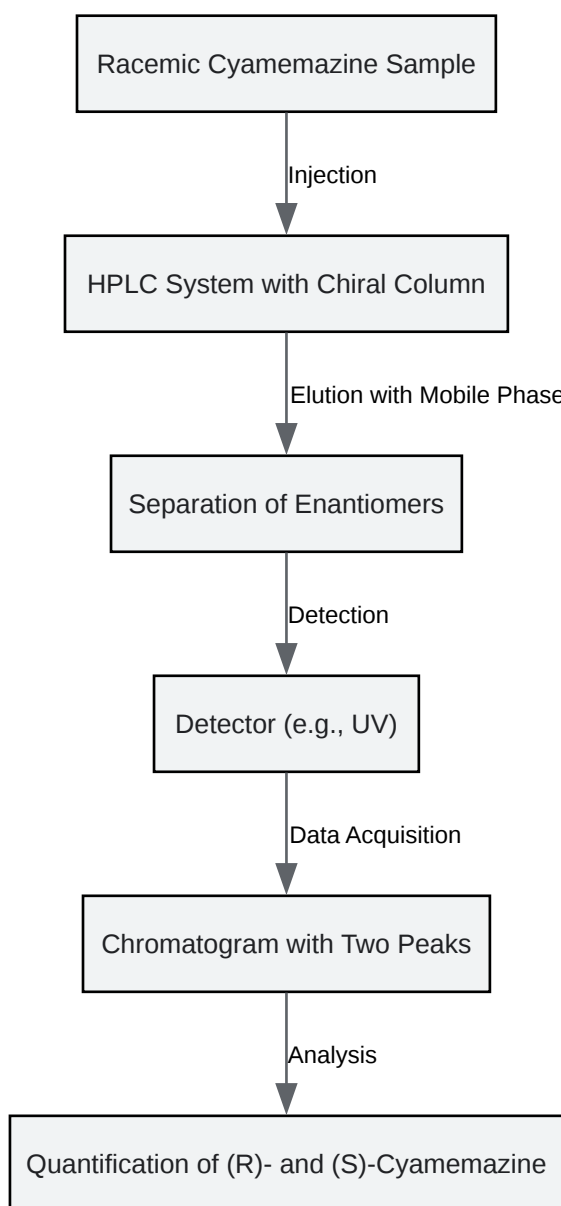 Racemic Cyamemazine Sample
Injection
HPLC System with Chiral Column
Elution with Mobile Phase
Separation of Enantiomers
Detection
Detector (e.g., UV)
Data Acquisition
Chromatogram with Two Peaks
Analysis
Quantification of (R)- and (S)-Cyamemazine